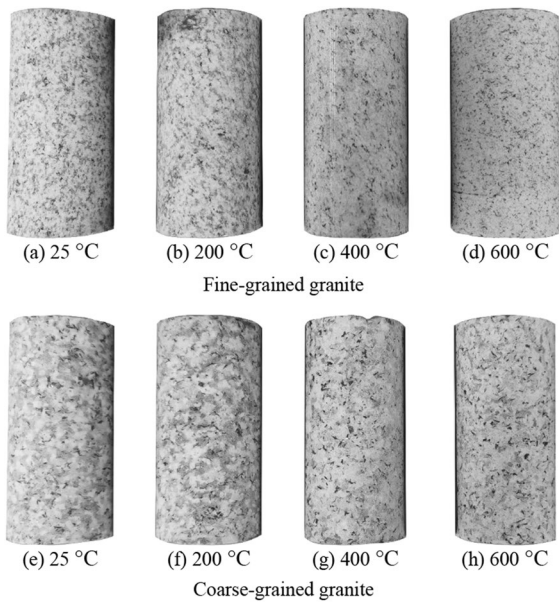 (a) 25 °C (b) 200 °C (c) 400 °C (d) 600 °C
Fine-grained granite
(e) 25 °C (f) 200 °C (g) 400 °C (h) 600 °C
Coarse-grained granite